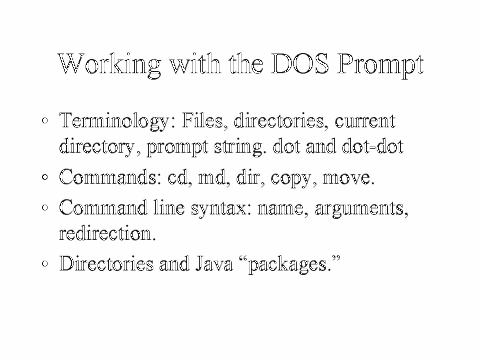 Working with the DOS Prompt
◦ Terminology: Files, directories, current
directory, prompt string. dot and dot-dot
◦ Commands: cd, md, dir, copy, move.
◦ Command line syntax: name, arguments,
redirection.
◦ Directories and Java “packages.”